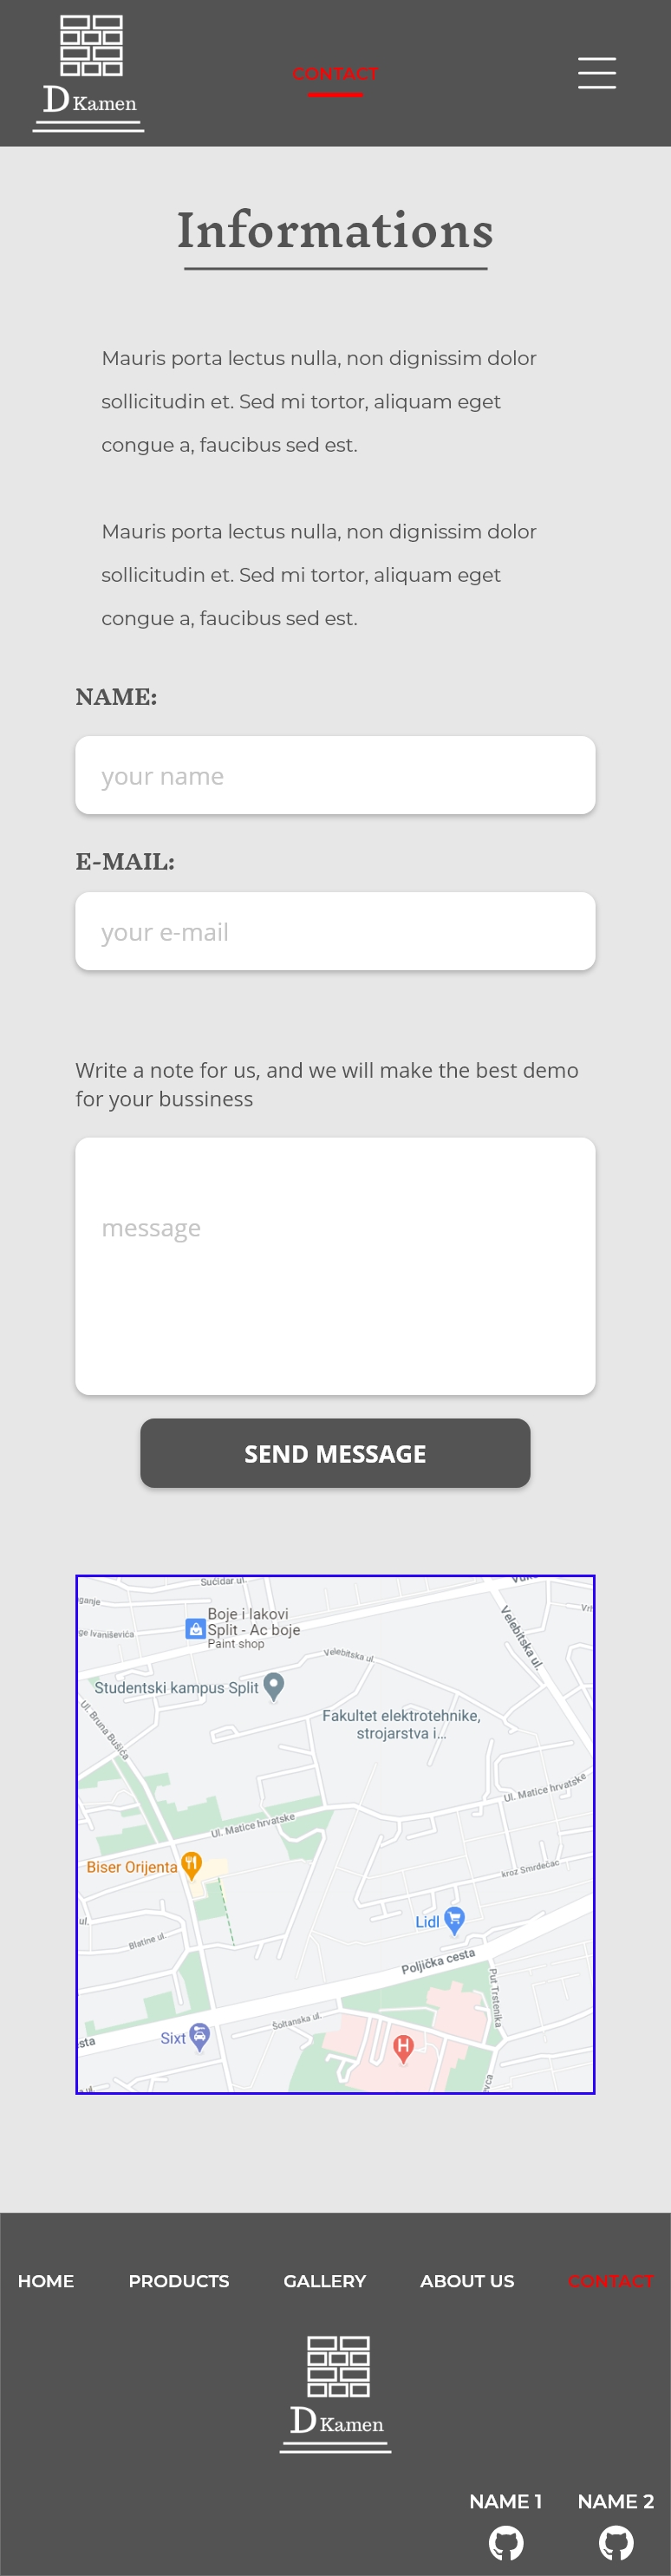 D Kamen
CONTACT
Informations
Mauris porta lectus nulla, non dignissim dolor
sollicitudin et. Sed mi tortor, aliquam eget
congue a, faucibus sed est.
Mauris porta lectus nulla, non dignissim dolor
sollicitudin et. Sed mi tortor, aliquam eget
congue a, faucibus sed est.
NAME:
your name
E-MAIL:
your e-mail
Write a note for us, and we will make the best demo
for your bussiness
message
SEND MESSAGE
Sućidar ul.
Velebitska ul.
Boje i lakovi
Split - Ac boje
Paint shop
Velebitska ul.
Studentski kampus Split
Fakultet elektrotehnike,
strojarstva i...
Ul. Bruna Bušića
Ul. Matice hrvatske
Ul. Matice hrvatske
Biser Orijenta
kroz Smrdečac
Lidl
ul.
Blatine ul.
Poljička cesta
Put Trstenika
Šoltanska ul.
Sixt
H
HOME
PRODUCTS
GALLERY
ABOUT US
CONTACT
D Kamen
NAME 1
NAME 2